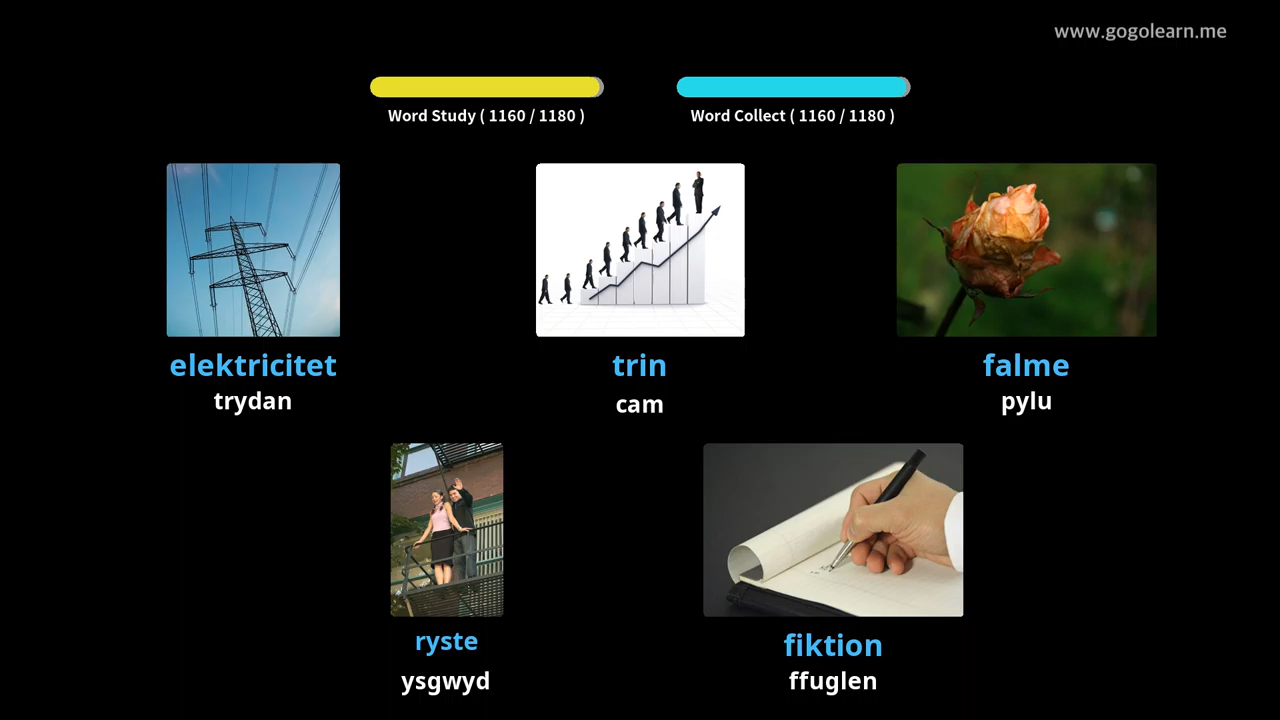 www.gogolearn.me
Word Study ( 1160 / 1180 )
Word Collect ( 1160 / 1180 )
elektricitet
trydan
trin
cam
falme
pylu
ryste
ysgwyd
fiktion
ffuglen